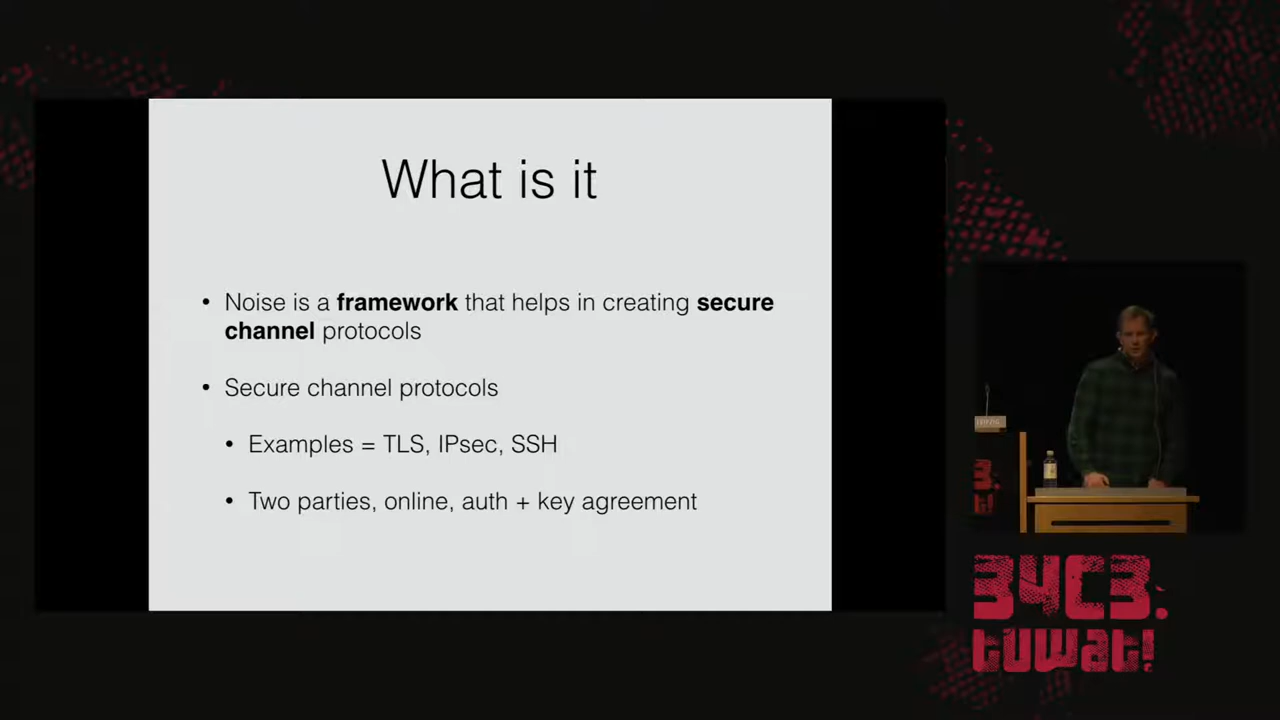 What is it
• Noise is a framework that helps in creating secure
channel protocols
• Secure channel protocols
• Examples = TLS, IPsec, SSH
• Two parties, online, auth + key agreement
34C3.
tuwat!